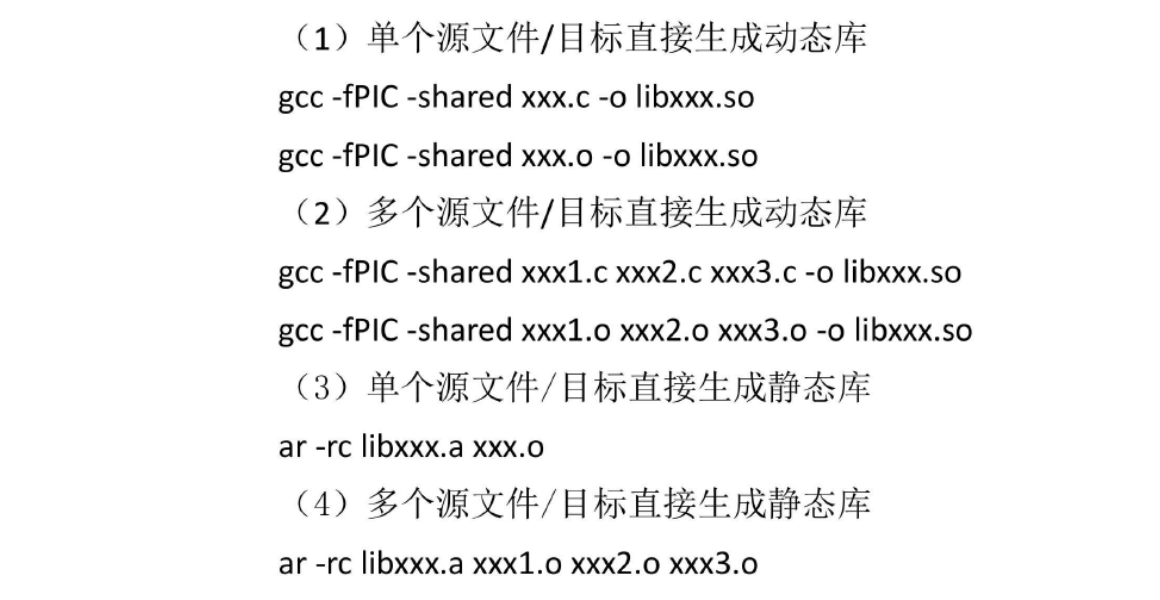 （1）单个源文件/目标直接生成动态库
gcc -fPIC -shared xxx.c -o libxxx.so
gcc -fPIC -shared xxx.o -o libxxx.so
（2）多个源文件/目标直接生成动态库
gcc -fPIC -shared xxx1.c xxx2.c xxx3.c -o libxxx.so
gcc -fPIC -shared xxx1.o xxx2.o xxx3.o -o libxxx.so
（3）单个源文件/目标直接生成静态库
ar -rc libxxx.a xxx.o
（4）多个源文件/目标直接生成静态库
ar -rc libxxx.a xxx1.o xxx2.o xxx3.o